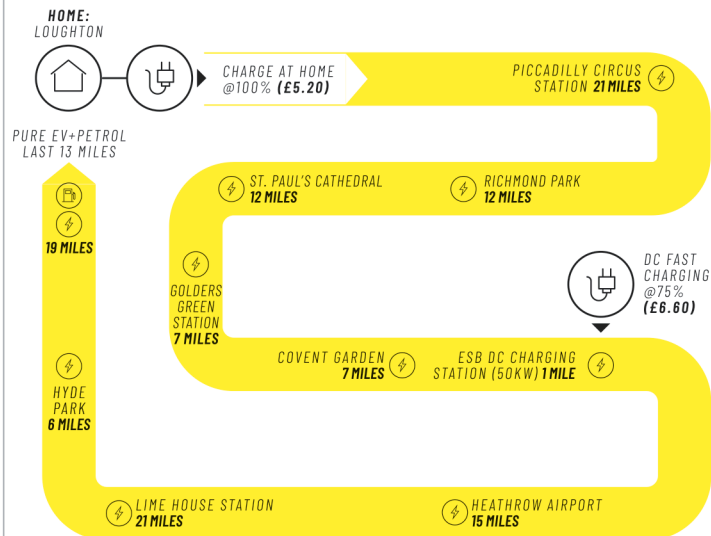 HOME:
LOUGHTON
CHARGE AT HOME
@100% (£5.20)
PICCADILLY CIRCUS
STATION 21 MILES
RICHMOND PARK
12 MILES
ST. PAUL'S CATHEDRAL
12 MILES
GOLDERS
GREEN
STATION
7 MILES
COVENT GARDEN
7 MILES
ESB DC CHARGING
STATION (50KW) 1 MILE
DC FAST
CHARGING
@75%
(£6.60)
HEATHROW AIRPORT
15 MILES
LIME HOUSE STATION
21 MILES
HYDE
PARK
6 MILES
19 MILES
PURE EV+PETROL
LAST 13 MILES